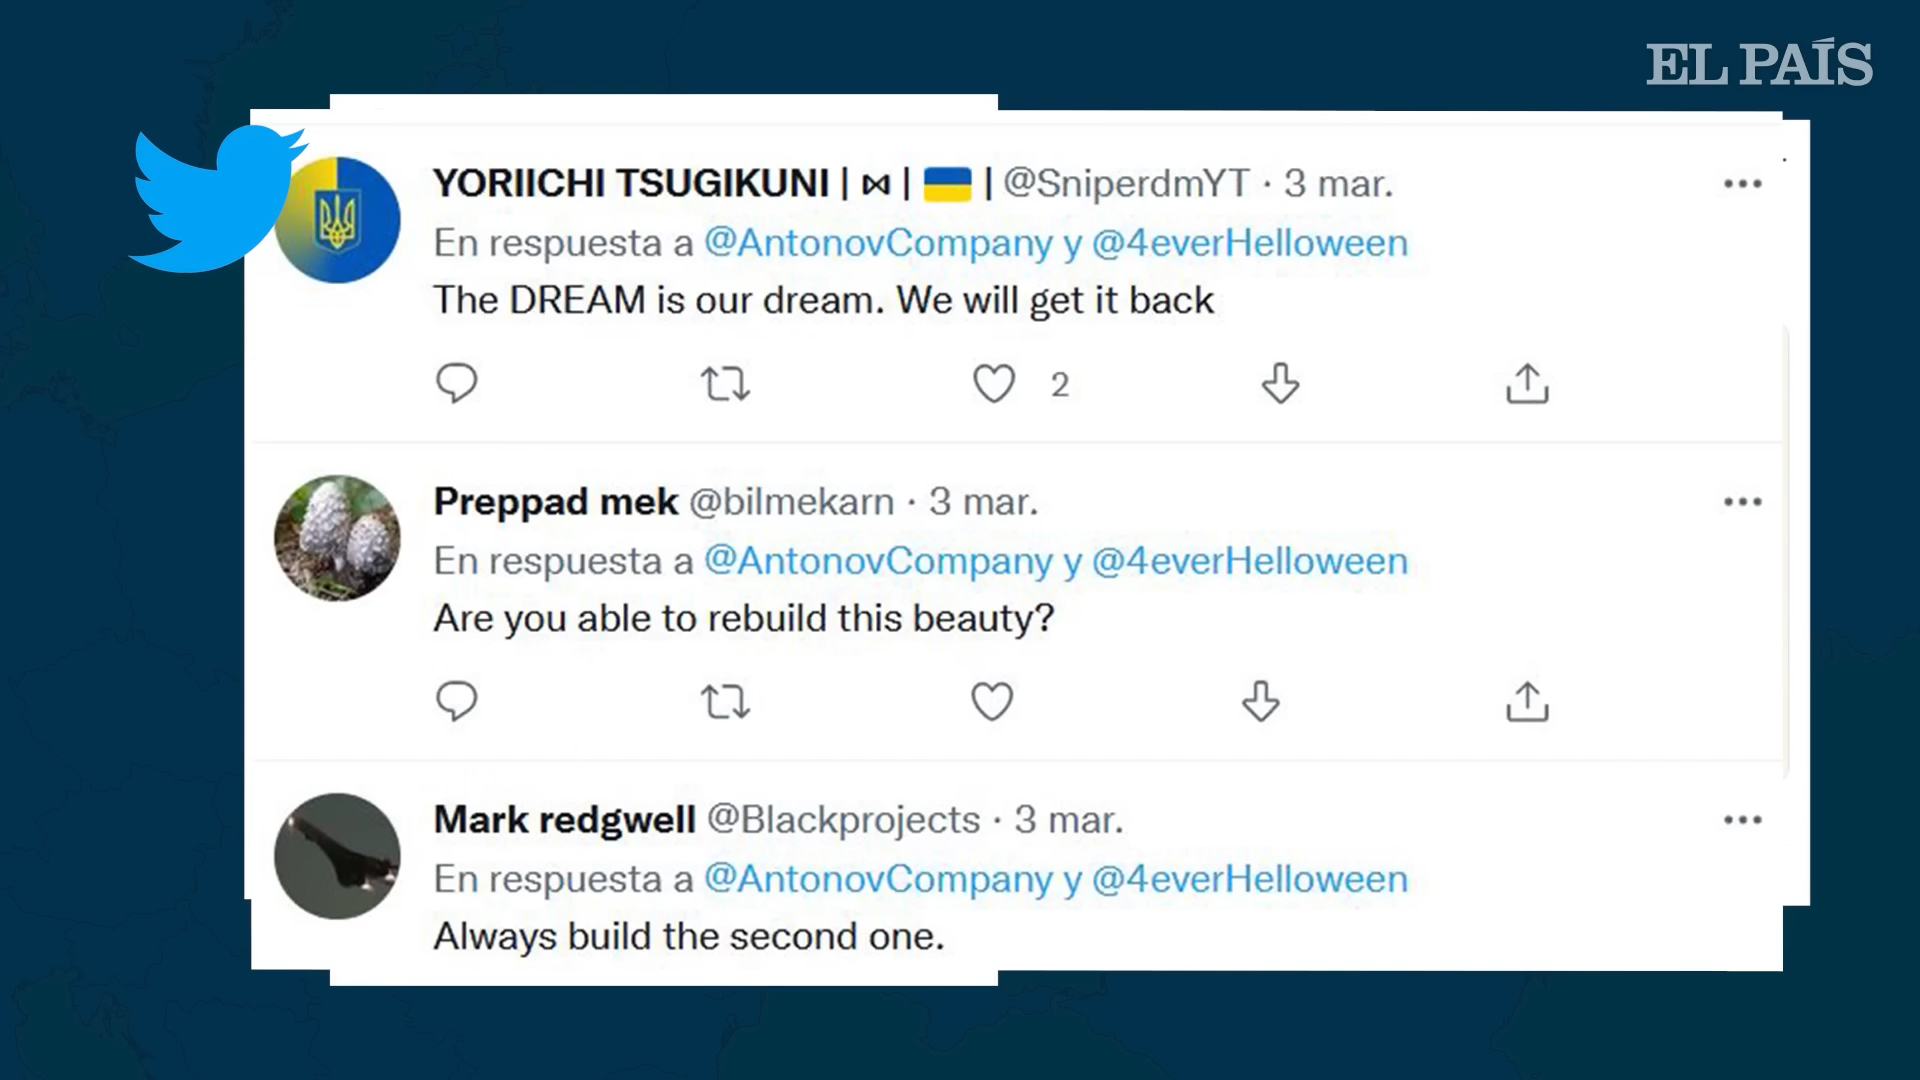 EL PAÍS
YORIICHI TSUGIKUNI | ⋈ | 🇺🇦 | @SniperdmYT · 3 mar.
En respuesta a @AntonovCompany y @4everHelloween
The DREAM is our dream. We will get it back
2
Preppad mek @bilmekarn · 3 mar.
En respuesta a @AntonovCompany y @4everHelloween
Are you able to rebuild this beauty?
Mark redgwell @Blackprojects · 3 mar.
En respuesta a @AntonovCompany y @4everHelloween
Always build the second one.